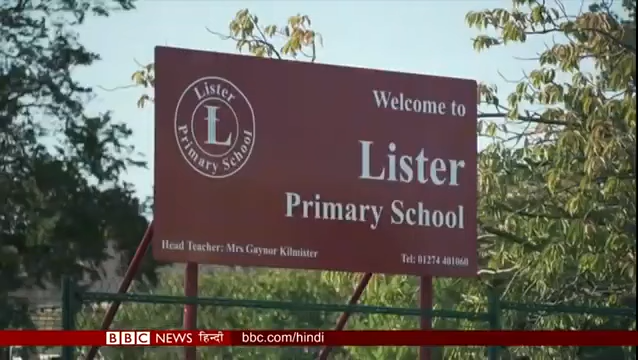 Lister
Primary School
L
Welcome to
Lister
Primary School
Head Teacher: Mrs Gaynor Kilmister
Tel: 01274 401060
BBC NEWS हिन्दी bbc.com/hindi